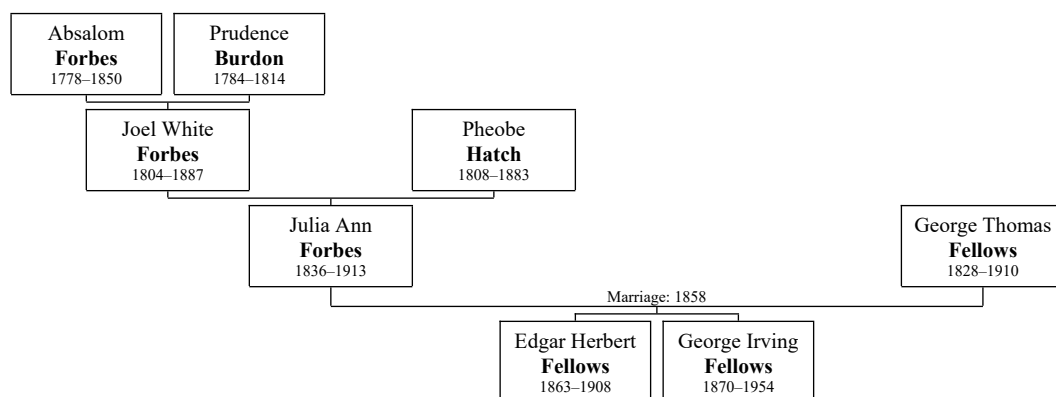 Absalom
Forbes
1778–1850
Prudence
Burdon
1784–1814
Joel White
Forbes
1804–1887
Pheobe
Hatch
1808–1883
Julia Ann
Forbes
1836–1913
George Thomas
Fellows
1828–1910
Marriage: 1858
Edgar Herbert
Fellows
1863–1908
George Irving
Fellows
1870–1954